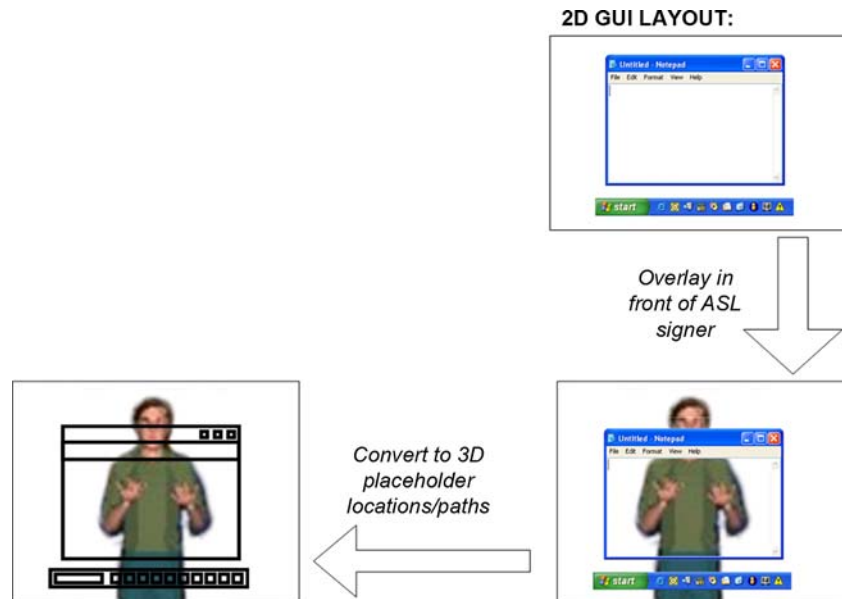 2D GUI LAYOUT:
Untitled - Notepad
File Edit Format View Help
start
Overlay in
front of ASL
signer
Convert to 3D
placeholder
locations/paths
Untitled - Notepad
File Edit Format View Help
start